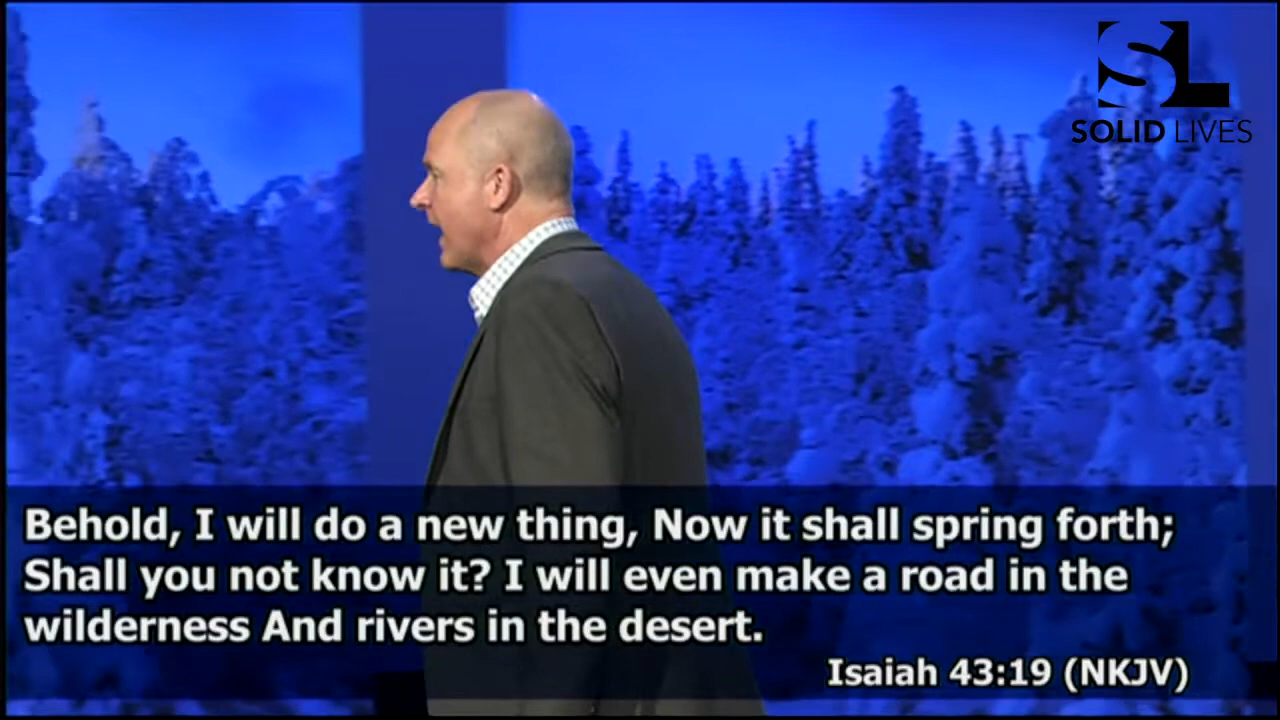 SL
SOLID LIVES
Behold, I will do a new thing, Now it shall spring forth;
Shall you not know it? I will even make a road in the
wilderness And rivers in the desert.
Isaiah 43:19 (NKJV)